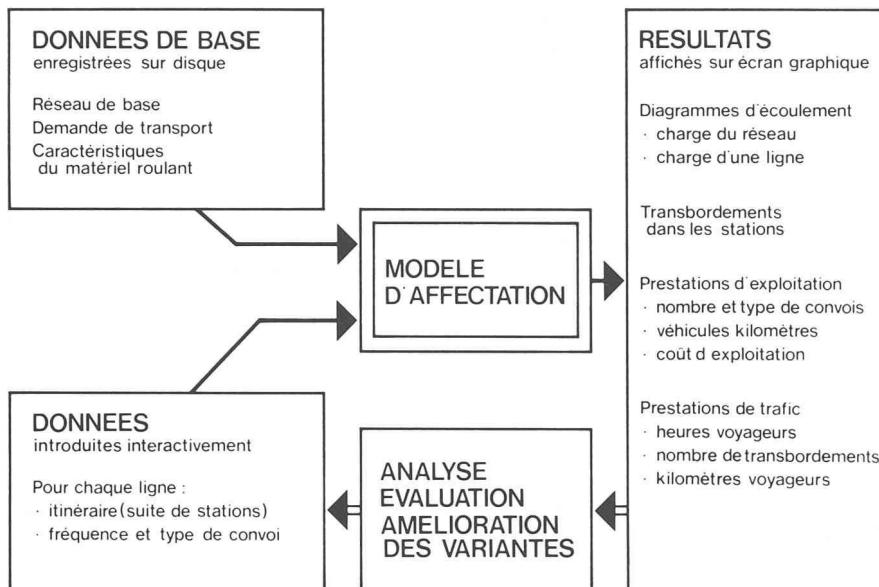 DONNEES DE BASE
enregistrées sur disque
Réseau de base
Demande de transport
Caractéristiques
du matériel roulant
MODELE
D'AFFECTATION
DONNEES
introduites interactivement
Pour chaque ligne :
· itinéraire (suite de stations)
· fréquence et type de convoi
ANALYSE
EVALUATION
AMELIORATION
DES VARIANTES
RESULTATS
affichés sur écran graphique
Diagrammes d'écoulement
· charge du réseau
· charge d'une ligne
Transbordements
dans les stations
Prestations d'exploitation
· nombre et type de convois
· véhicules kilomètres
· coût d exploitation
Prestations de trafic
· heures voyageurs
· nombre de transbordements
· kilomètres voyageurs